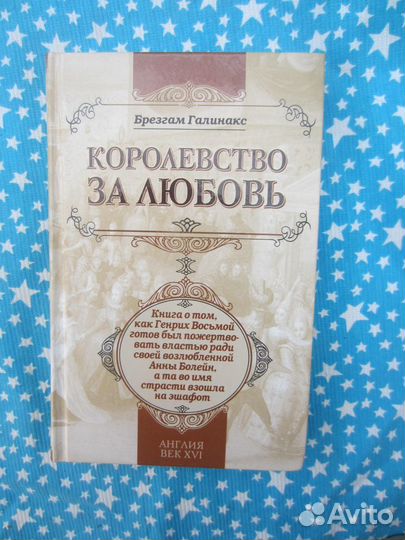 Брезгам Галинакс
КОРОЛЕВСТВО
ЗА ЛЮБОВЬ
Книга о том,
как Генрих Восьмой
готов был пожертво-
вать властью ради
своей возлюбленной
Анны Болейн,
а та во имя
страсти взошла
на эшафот
АНГЛИЯ
ВЕК XVI
Avito